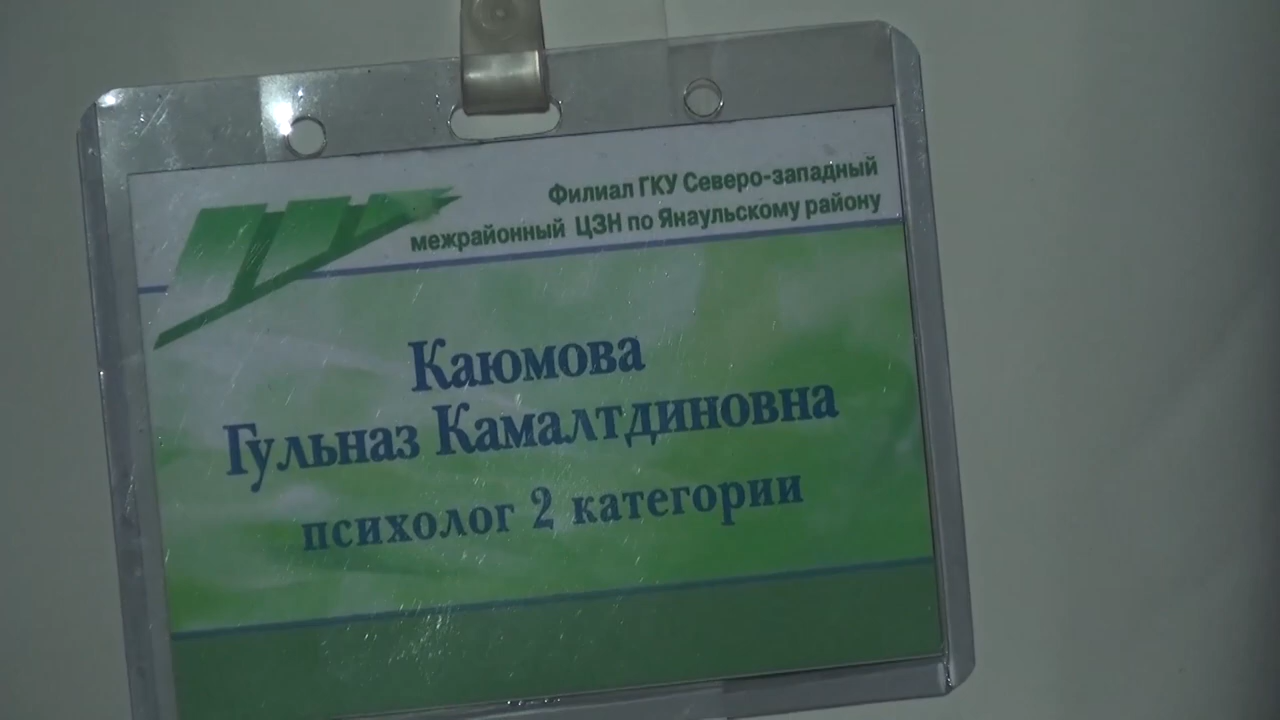 Филиал ГКУ Северо-западный
межрайонный ЦЗН по Янаульскому району
Каюмова
Гульназ Камалтдиновна
психолог 2 категории